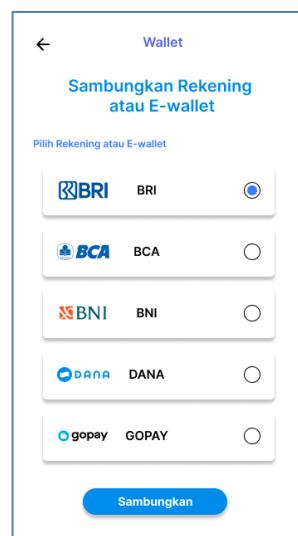 Wallet
Sambungkan Rekening
atau E-wallet
Pilih Rekening atau E-wallet
BRI BRI
BCA BCA
BNI BNI
DANA DANA
gopay GOPAY
Sambungkan